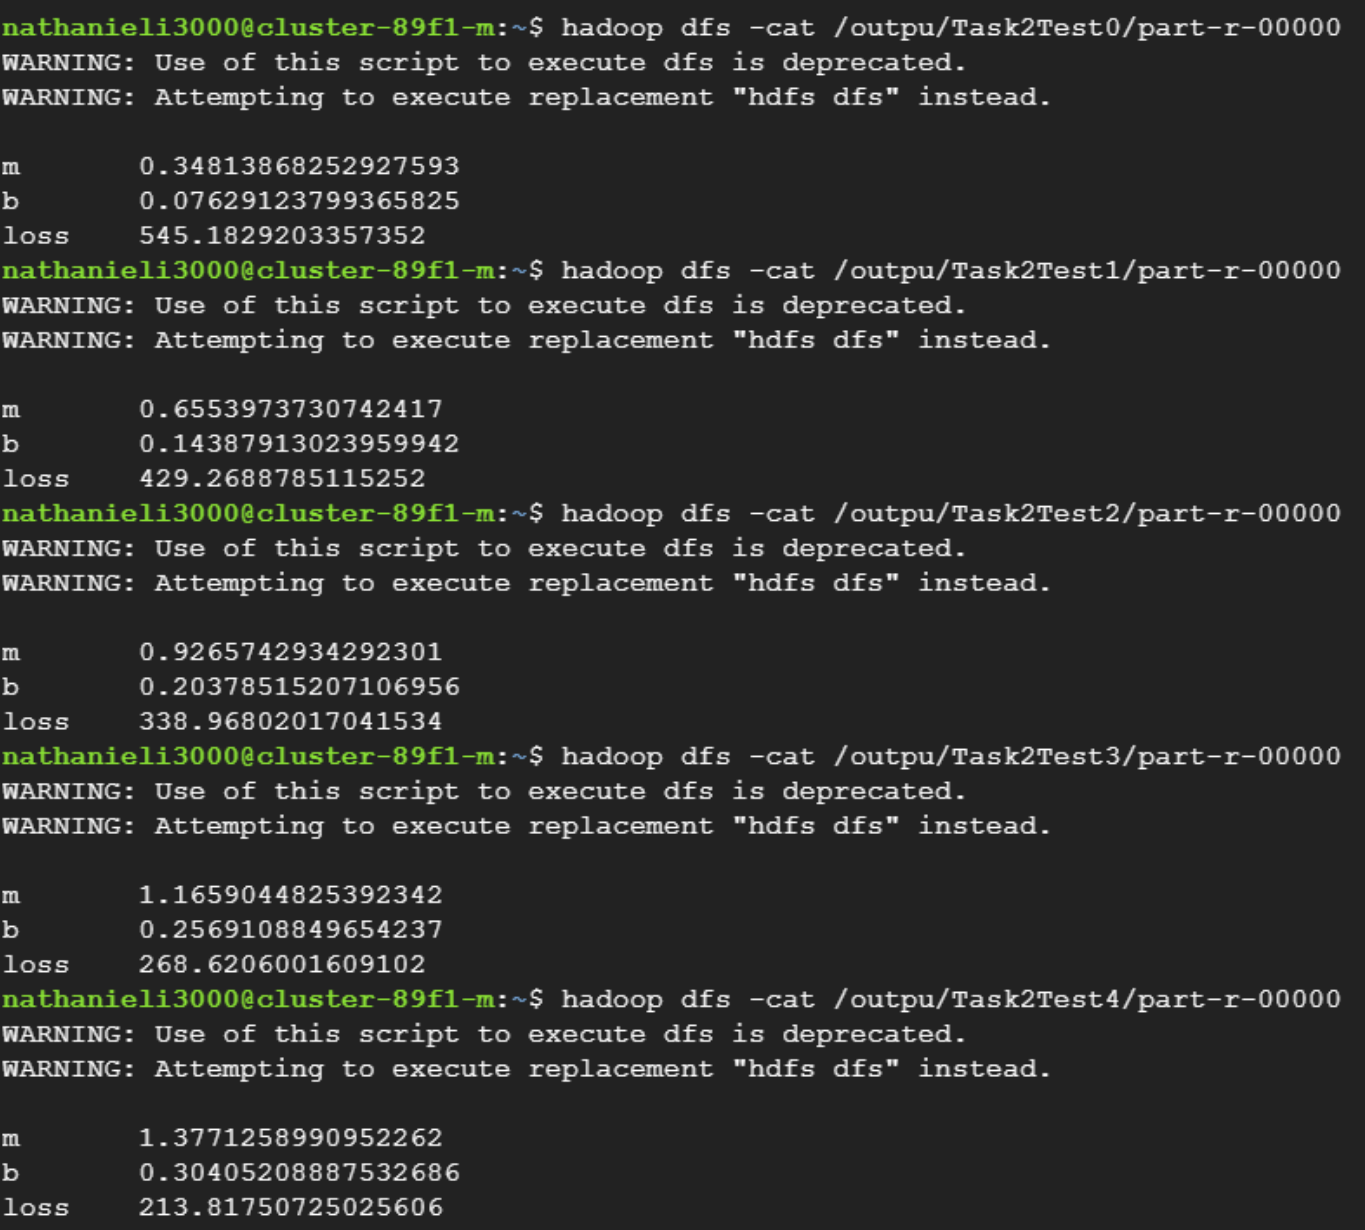 nathanieli3000@cluster-89f1-m:~$ hadoop dfs -cat /outpu/Task2Test0/part-r-00000
WARNING: Use of this script to execute dfs is deprecated.
WARNING: Attempting to execute replacement "hdfs dfs" instead.
m 0.34813868252927593
b 0.07629123799365825
loss 545.1829203357352
nathanieli3000@cluster-89f1-m:~$ hadoop dfs -cat /outpu/Task2Test1/part-r-00000
WARNING: Use of this script to execute dfs is deprecated.
WARNING: Attempting to execute replacement "hdfs dfs" instead.
m 0.6553973730742417
b 0.14387913023959942
loss 429.2688785115252
nathanieli3000@cluster-89f1-m:~$ hadoop dfs -cat /outpu/Task2Test2/part-r-00000
WARNING: Use of this script to execute dfs is deprecated.
WARNING: Attempting to execute replacement "hdfs dfs" instead.
m 0.9265742934292301
b 0.20378515207106956
loss 338.96802017041534
nathanieli3000@cluster-89f1-m:~$ hadoop dfs -cat /outpu/Task2Test3/part-r-00000
WARNING: Use of this script to execute dfs is deprecated.
WARNING: Attempting to execute replacement "hdfs dfs" instead.
m 1.1659044825392342
b 0.2569108849654237
loss 268.6206001609102
nathanieli3000@cluster-89f1-m:~$ hadoop dfs -cat /outpu/Task2Test4/part-r-00000
WARNING: Use of this script to execute dfs is deprecated.
WARNING: Attempting to execute replacement "hdfs dfs" instead.
m 1.3771258990952262
b 0.30405208887532686
loss 213.81750725025606